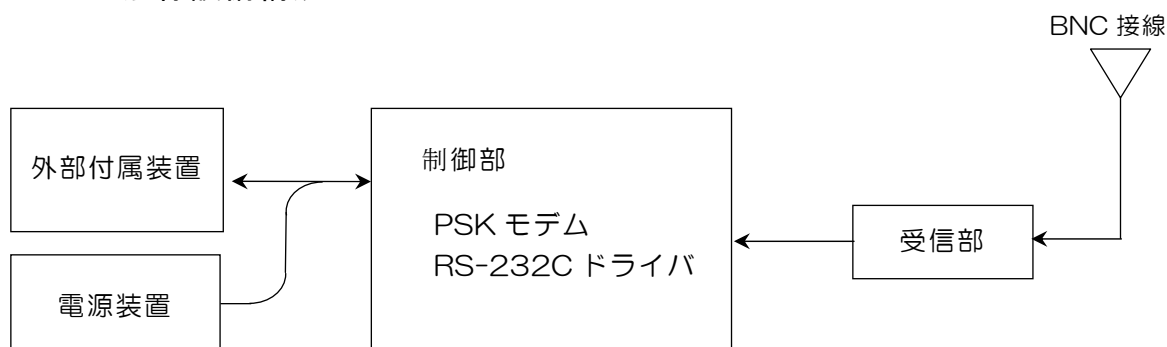 BNC 接線
外部付属装置
制御部
PSK モデム
RS-232C ドライバ
受信部
電源装置